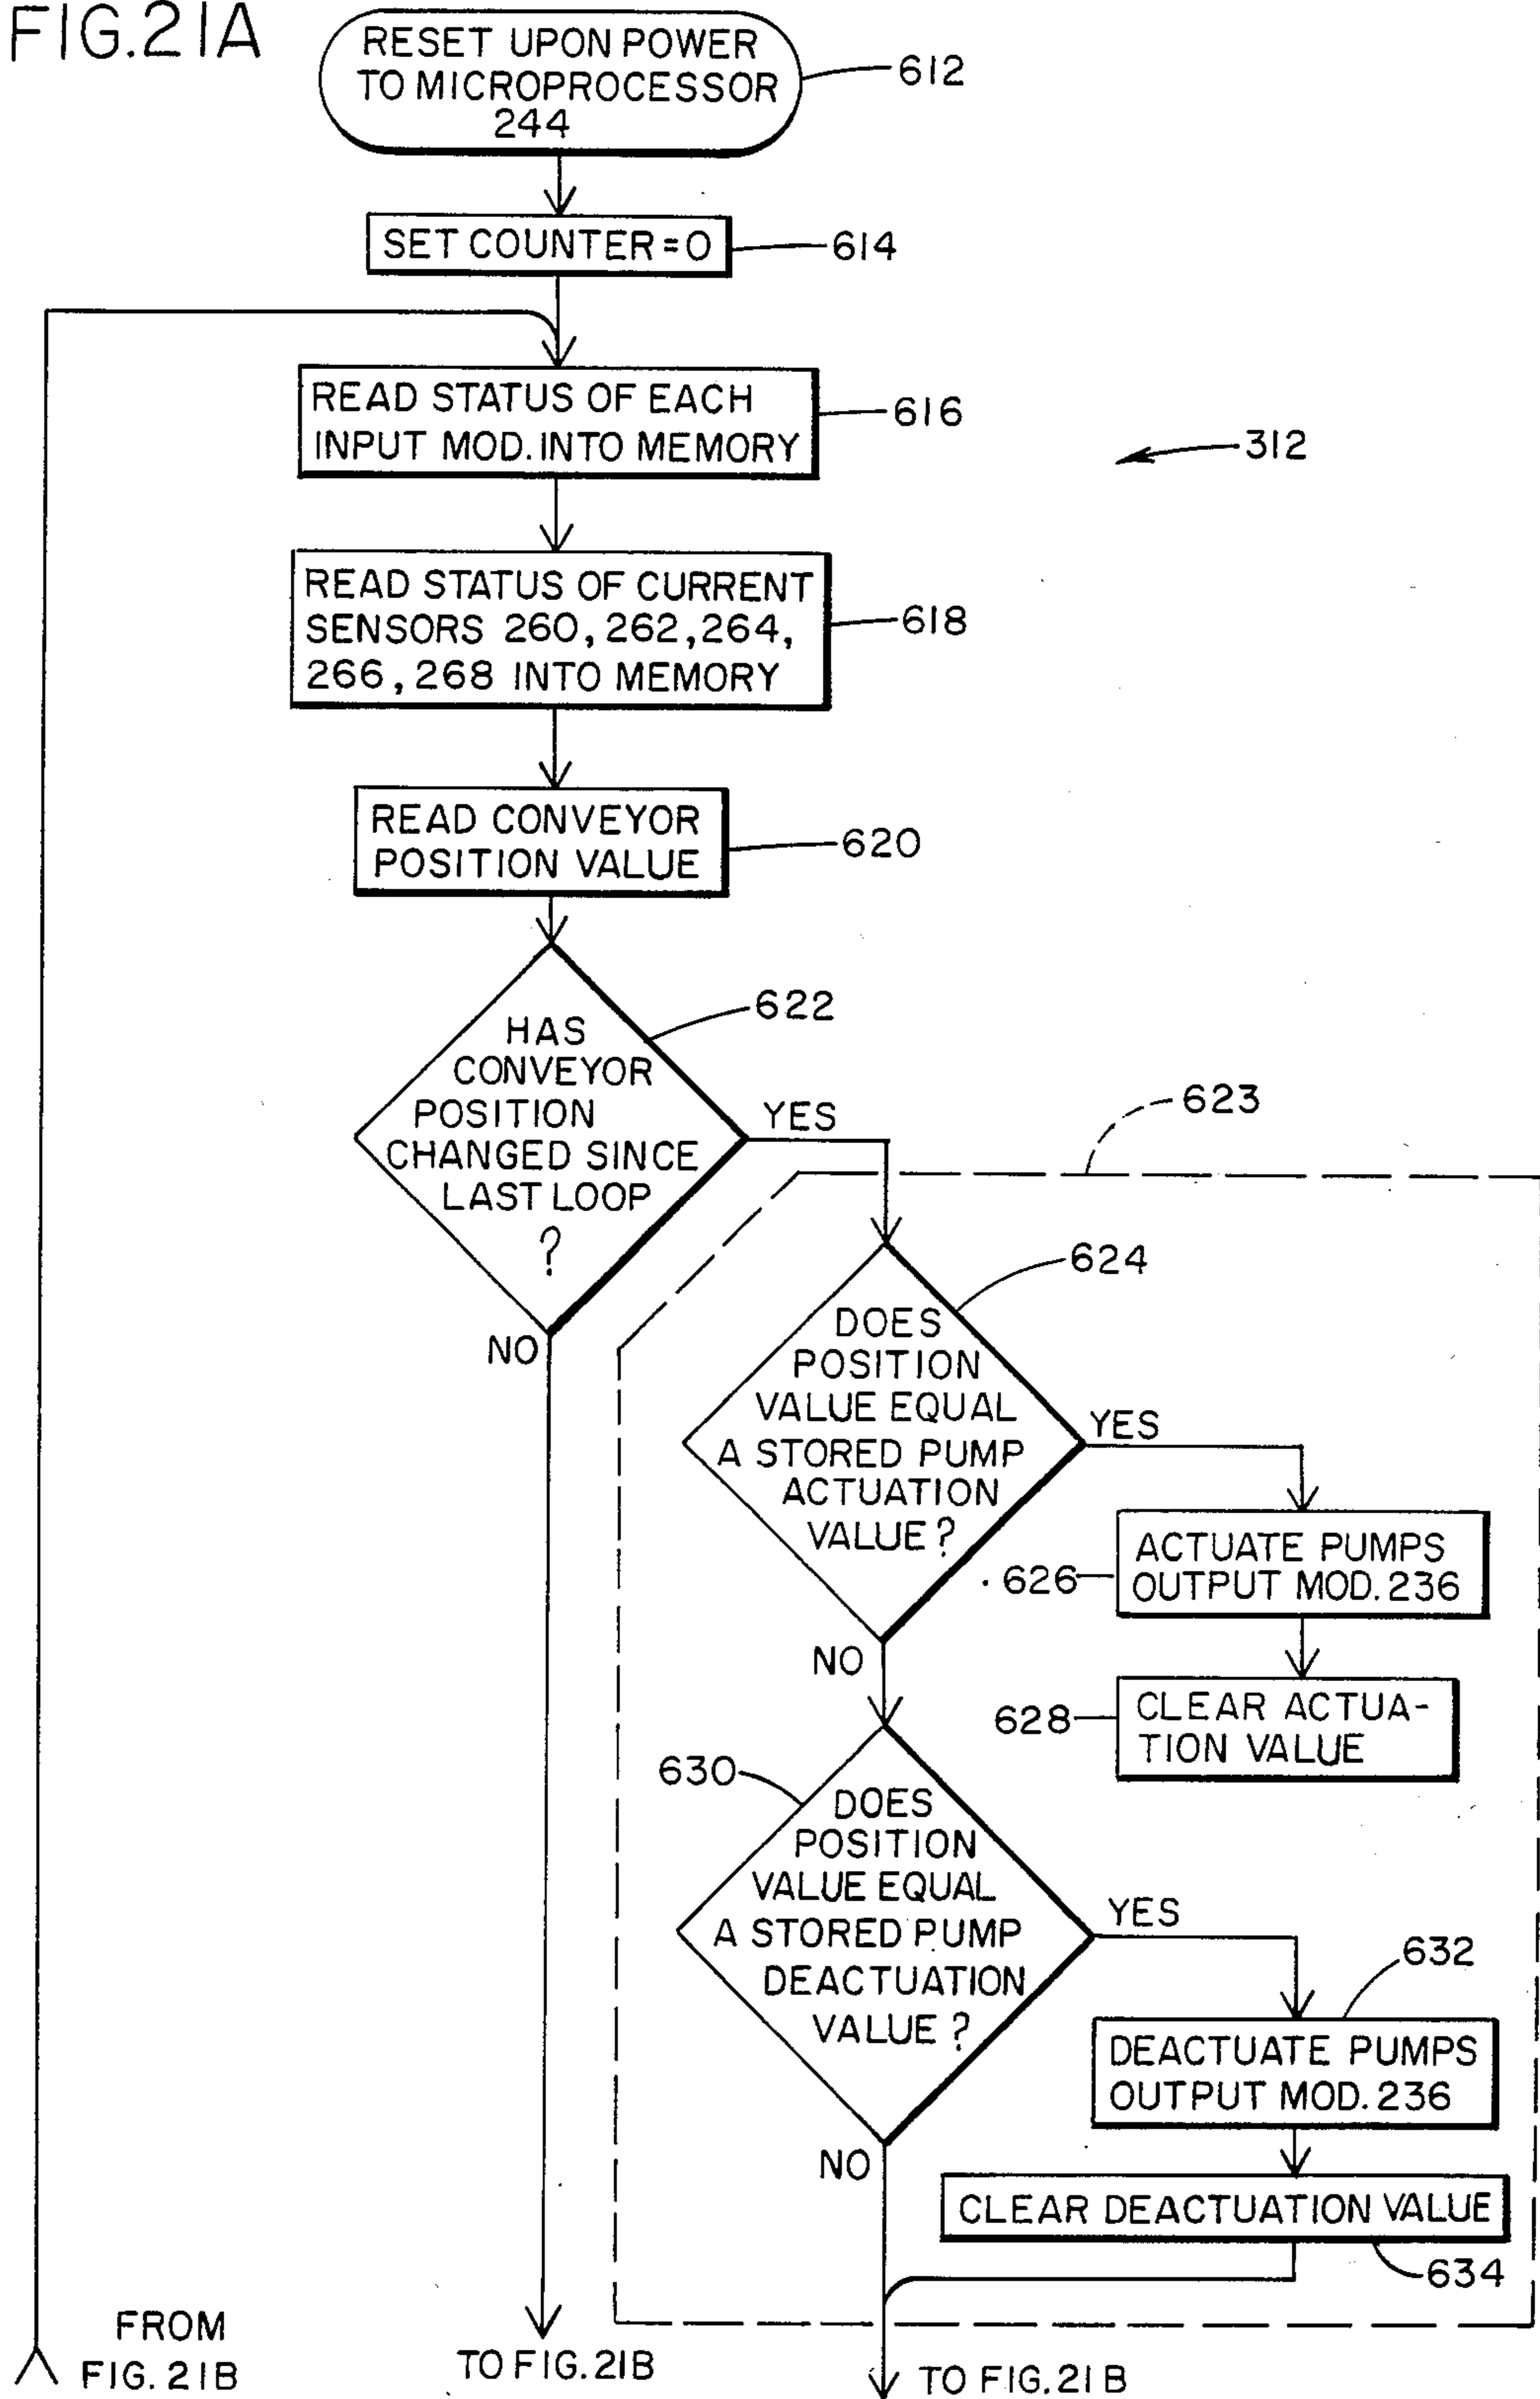 FIG.21A
RESET UPON POWER
TO MICROPROCESSOR
244
612
SET COUNTER=0
614
READ STATUS OF EACH
INPUT MOD. INTO MEMORY
616
312
READ STATUS OF CURRENT
SENSORS 260, 262, 264,
266, 268 INTO MEMORY
618
READ CONVEYOR
POSITION VALUE
620
HAS
CONVEYOR
POSITION
CHANGED SINCE
LAST LOOP
?
622
YES
NO
623
DOES
POSITION
VALUE EQUAL
A STORED PUMP
ACTUATION
VALUE?
624
YES
NO
ACTUATE PUMPS
OUTPUT MOD. 236
626
CLEAR ACTUA-
TION VALUE
628
DOES
POSITION
VALUE EQUAL
A STORED PUMP
DEACTUATION
VALUE?
630
YES
NO
632
DEACTUATE PUMPS
OUTPUT MOD. 236
CLEAR DEACTUATION VALUE
634
FROM
FIG. 21B
TO FIG. 21B
TO FIG. 21B